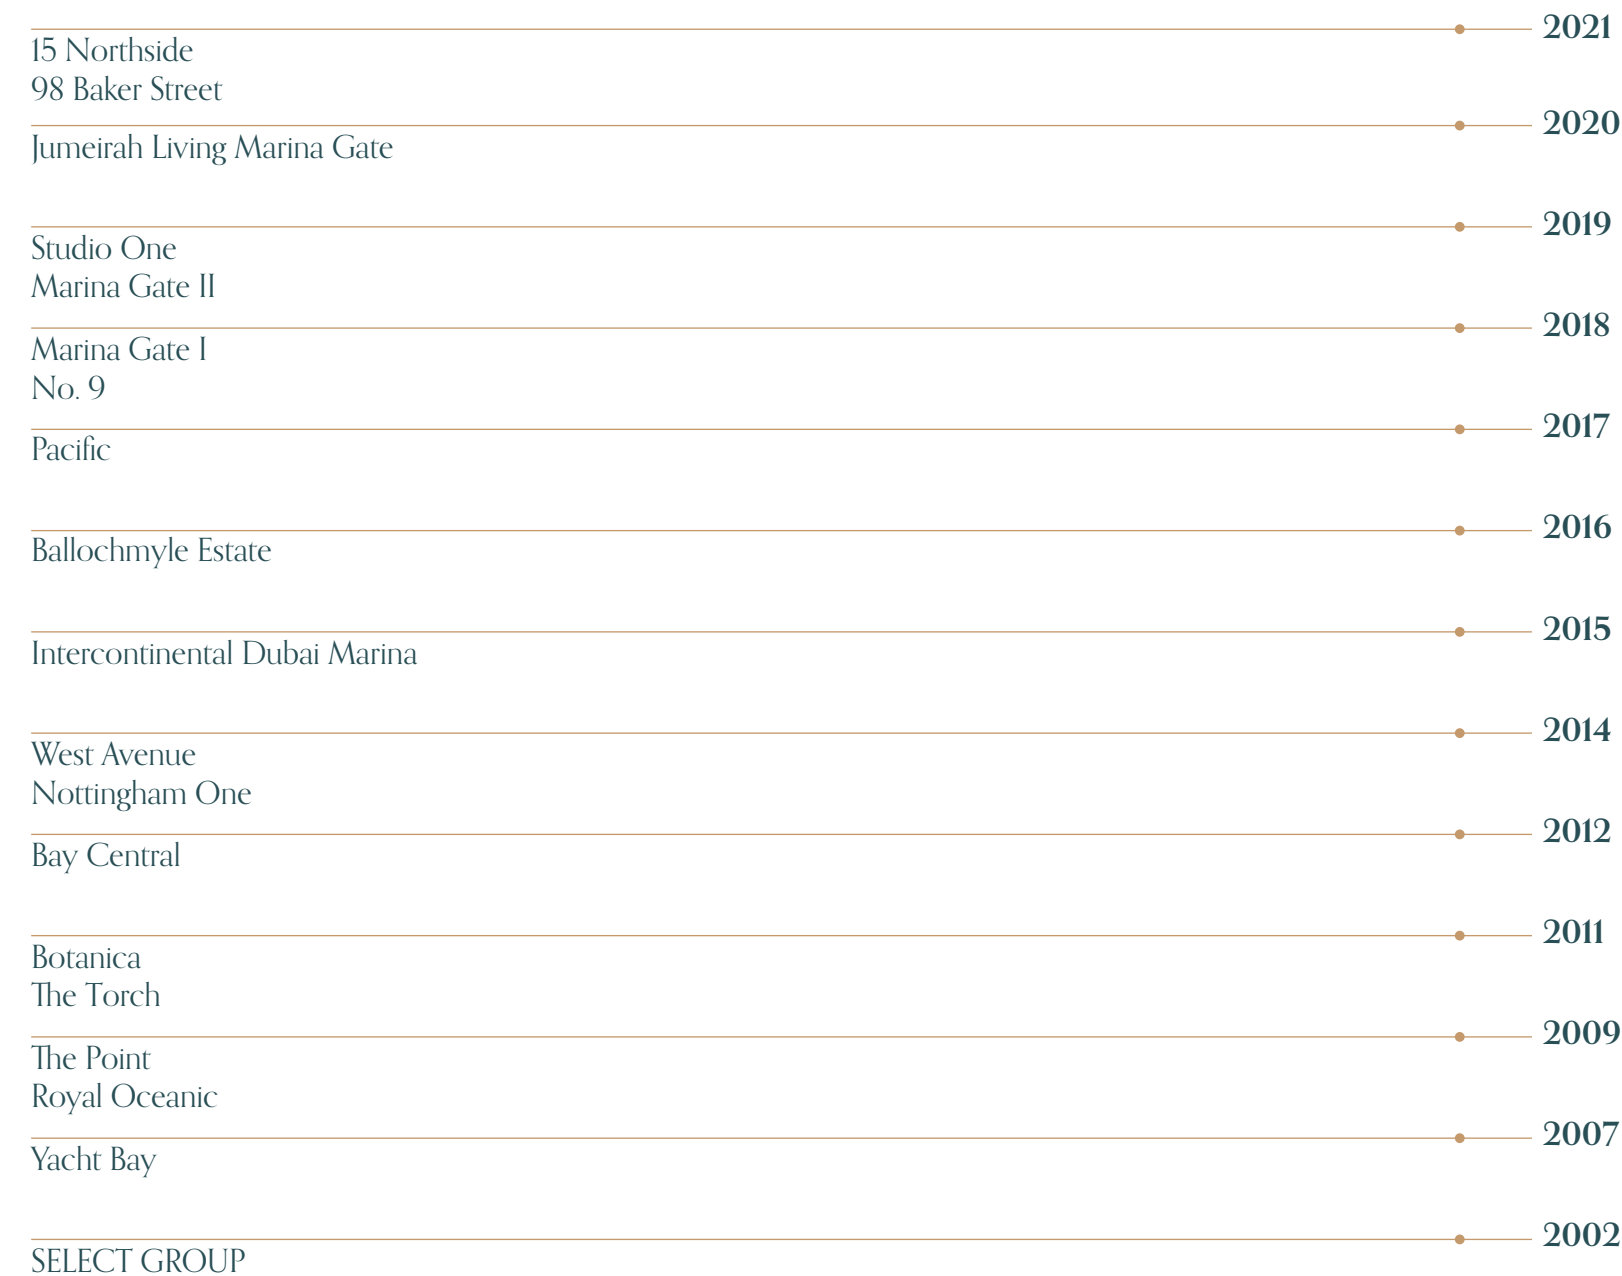 2021
15 Northside
98 Baker Street
2020
Jumeirah Living Marina Gate
2019
Studio One
Marina Gate II
2018
Marina Gate I
No. 9
2017
Pacific
2016
Ballochmyle Estate
2015
Intercontinental Dubai Marina
2014
West Avenue
Nottingham One
2012
Bay Central
2011
Botanica
The Torch
2009
The Point
Royal Oceanic
2007
Yacht Bay
2002
SELECT GROUP